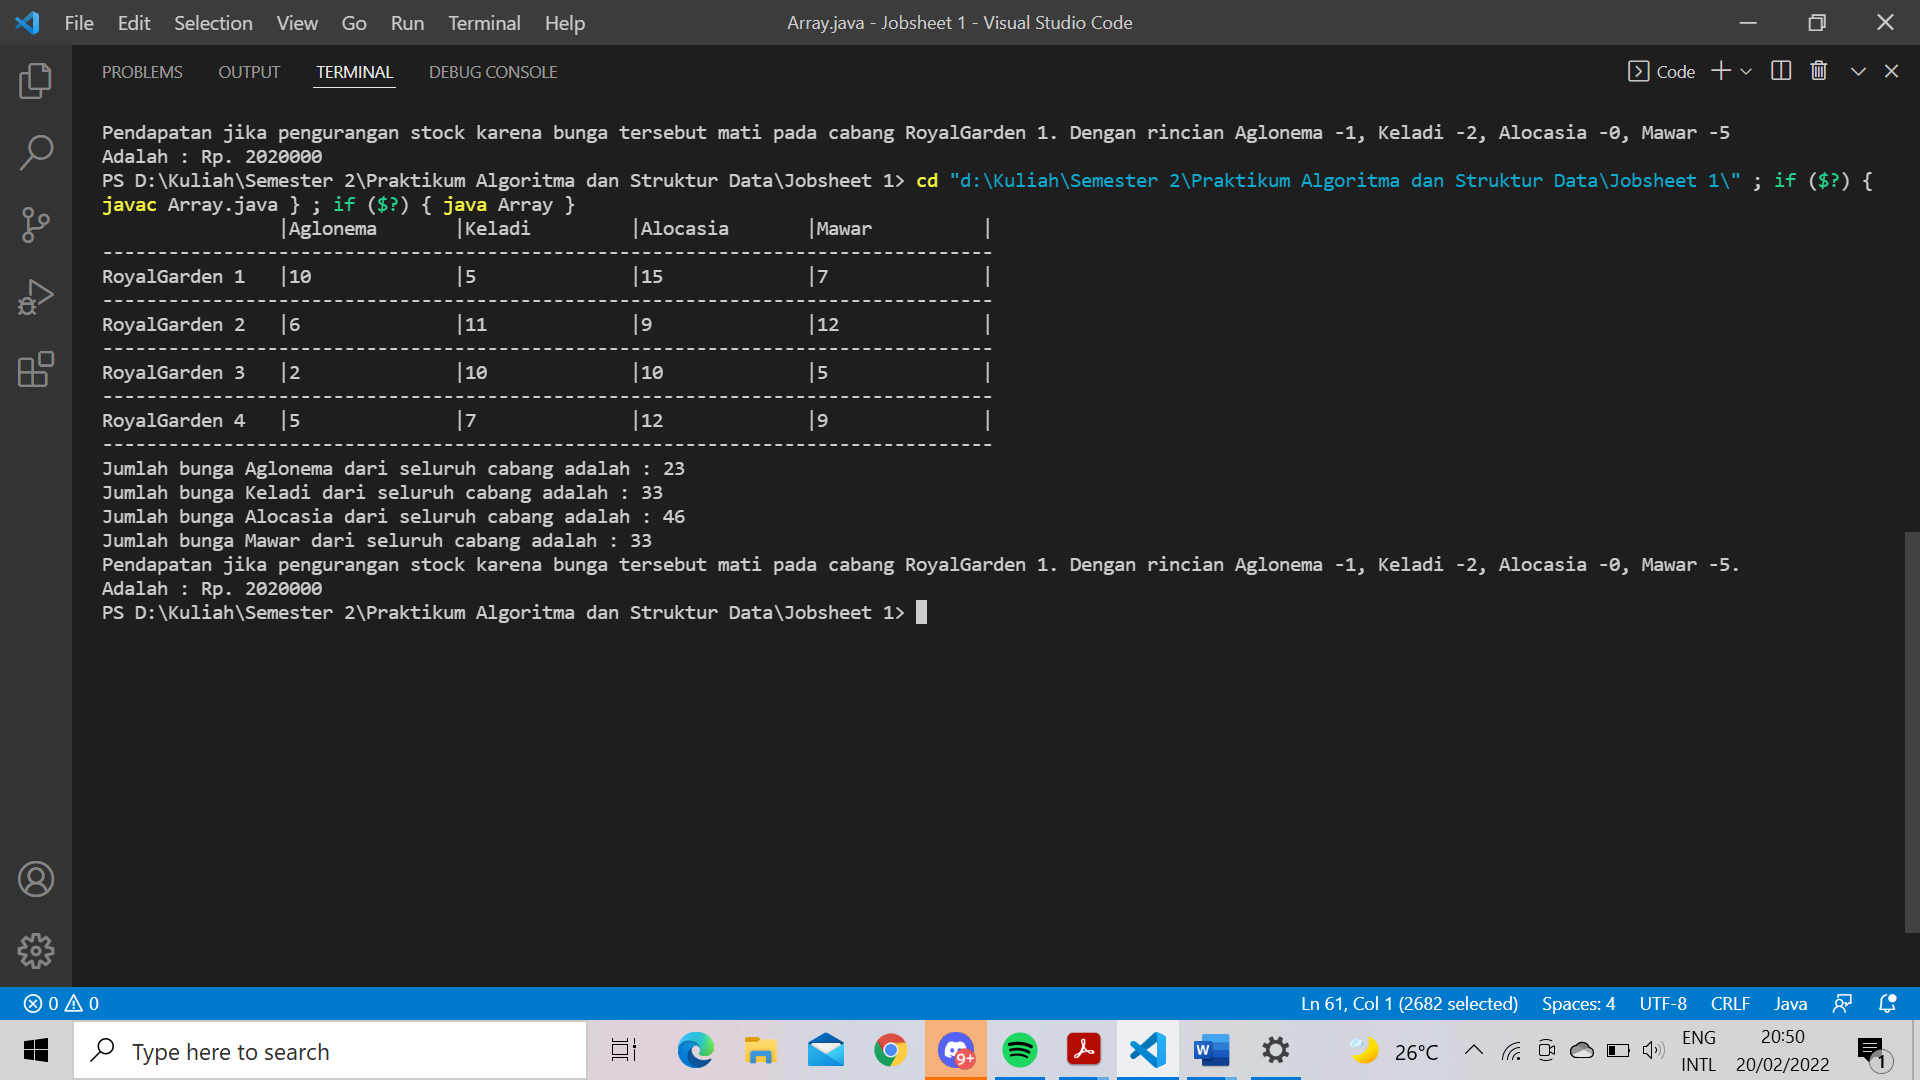 File Edit Selection View Go Run Terminal Help Array.java - Jobsheet 1 - Visual Studio Code
PROBLEMS OUTPUT TERMINAL DEBUG CONSOLE Code
Pendapatan jika pengurangan stock karena bunga tersebut mati pada cabang RoyalGarden 1. Dengan rincian Aglonema -1, Keladi -2, Alocasia -0, Mawar -5
Adalah : Rp. 2020000
PS D:\Kuliah\Semester 2\Praktikum Algoritma dan Struktur Data\Jobsheet 1> cd "d:\Kuliah\Semester 2\Praktikum Algoritma dan Struktur Data\Jobsheet 1\" ; if ($?) {
javac Array.java } ; if ($?) { java Array }
|Aglonema |Keladi |Alocasia |Mawar |
---------------------------------------------------------------------------------
RoyalGarden 1 |10 |5 |15 |7 |
---------------------------------------------------------------------------------
RoyalGarden 2 |6 |11 |9 |12 |
---------------------------------------------------------------------------------
RoyalGarden 3 |2 |10 |10 |5 |
---------------------------------------------------------------------------------
RoyalGarden 4 |5 |7 |12 |9 |
---------------------------------------------------------------------------------
Jumlah bunga Aglonema dari seluruh cabang adalah : 23
Jumlah bunga Keladi dari seluruh cabang adalah : 33
Jumlah bunga Alocasia dari seluruh cabang adalah : 46
Jumlah bunga Mawar dari seluruh cabang adalah : 33
Pendapatan jika pengurangan stock karena bunga tersebut mati pada cabang RoyalGarden 1. Dengan rincian Aglonema -1, Keladi -2, Alocasia -0, Mawar -5.
Adalah : Rp. 2020000
PS D:\Kuliah\Semester 2\Praktikum Algoritma dan Struktur Data\Jobsheet 1>
0 0 Ln 61, Col 1 (2682 selected) Spaces: 4 UTF-8 CRLF Java
Type here to search 9+ W 26°C ENG 20:50
INTL 20/02/2022 1